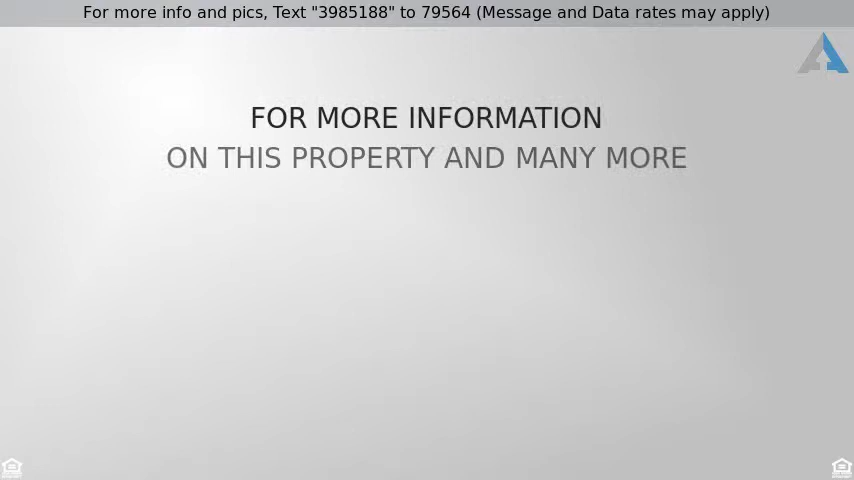 For more info and pics, Text "3985188" to 79564 (Message and Data rates may apply)
FOR MORE INFORMATION
ON THIS PROPERTY AND MANY MORE